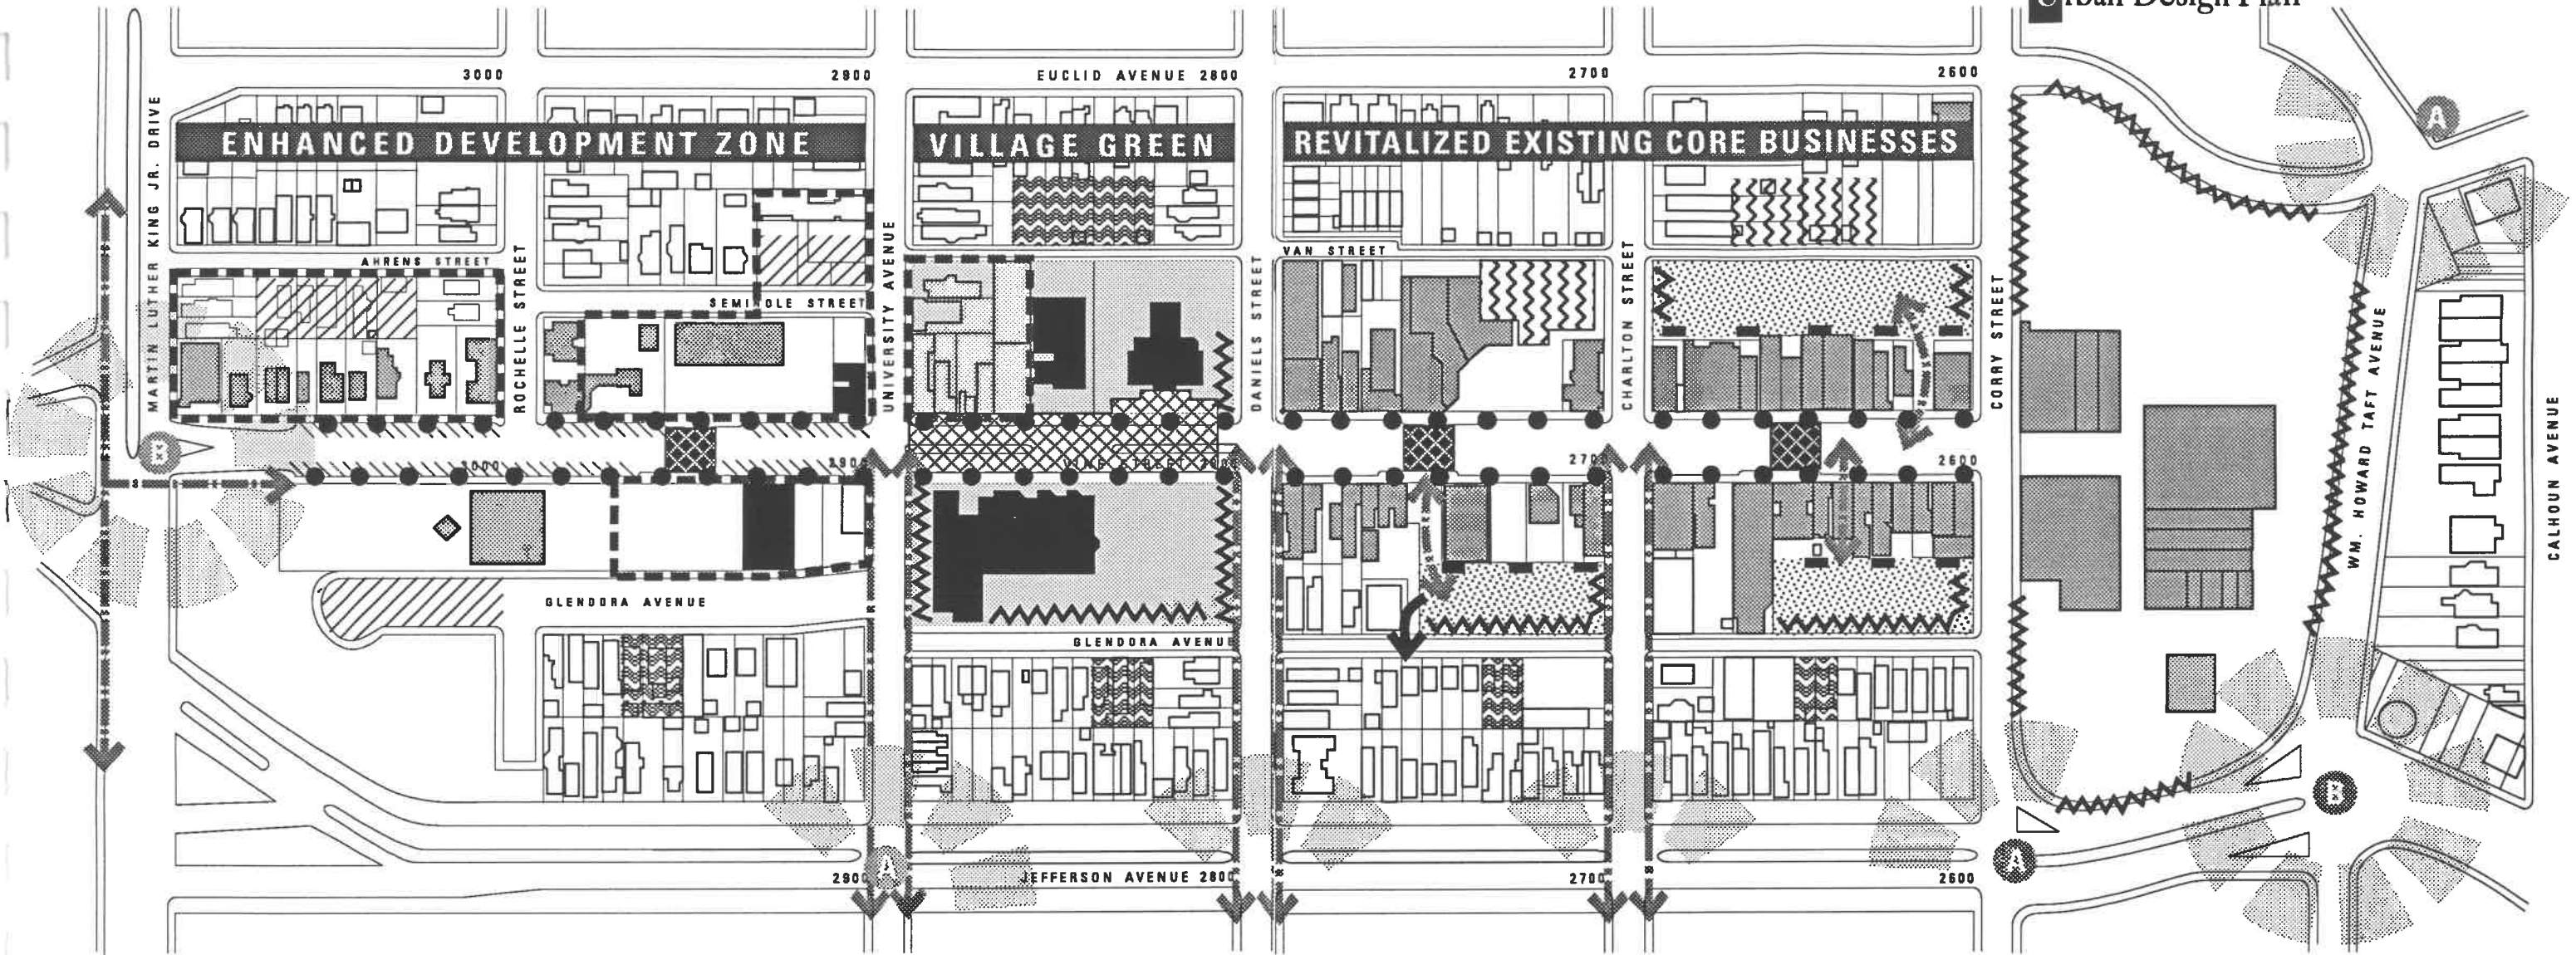 Urban Design Plan
3000
2900
EUCLID AVENUE 2800
2700
2600
A
ENHANCED DEVELOPMENT ZONE
VILLAGE GREEN
REVITALIZED EXISTING CORE BUSINESSES
MARTIN LUTHER KING JR. DRIVE
AHRENS STREET
ROCHELLE STREET
SEMINOLE STREET
UNIVERSITY AVENUE
VAN STREET
DANIELS STREET
CHARLTON STREET
CORRY STREET
WM. HOWARD TAFT AVENUE
CALHOUN AVENUE
3000
2900
VINE STREET 2800
2700
2600
GLENDORA AVENUE
GLENDORA AVENUE
B
A
A
2900
JEFFERSON AVENUE 2800
2700
2600